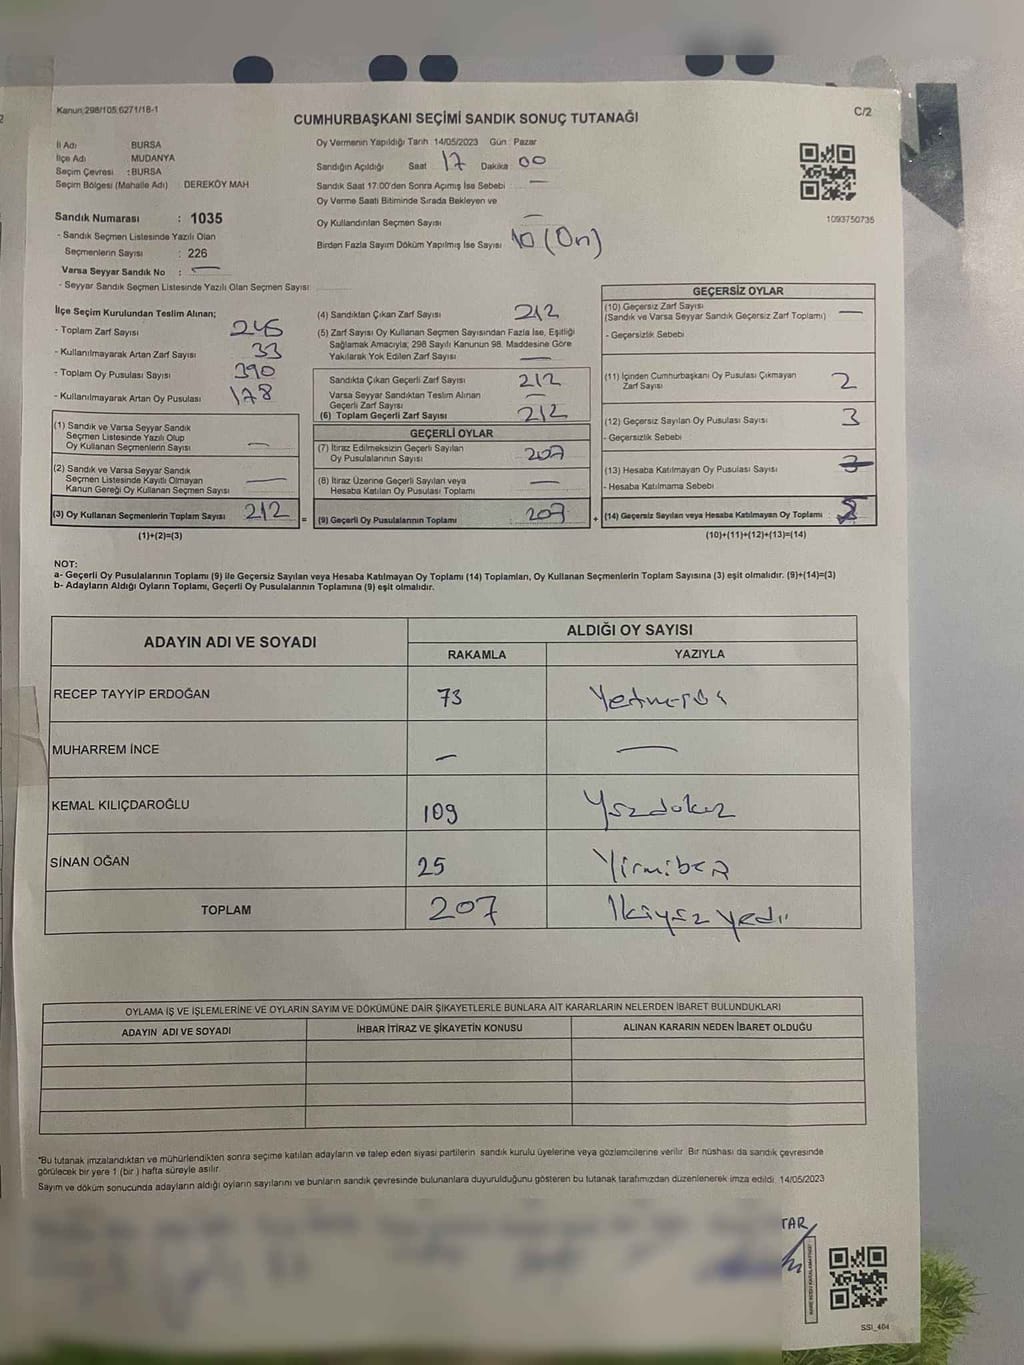 Kanun:298/105 6271/18-1
C/2
CUMHURBAŞKANI SEÇİMİ SANDIK SONUÇ TUTANAĞI
İl Adı BURSA
İlçe Adı MUDANYA
Seçim Çevresi :BURSA
Seçim Bölgesi (Mahalle Adı) DEREKÖY MAH
Oy Vermenin Yapıldığı Tarih 14/05/2023 Gün : Pazar
Sandığın Açıldığı Saat 17 Dakika 00
Sandık Saat 17:00'den Sonra Açımış İse Sebebi —
Oy Verme Saati Bitiminde Sırada Bekleyen ve
Oy Kullandırılan Seçmen Sayısı —
Birden Fazla Sayım Döküm Yapılmış İse Sayısı 10 (On)
1093750735
Sandık Numarası : 1035
- Sandık Seçmen Listesinde Yazılı Olan
Seçmenlerin Sayısı : 226
Varsa Seyyar Sandık No : —
- Seyyar Sandık Seçmen Listesinde Yazılı Olan Seçmen Sayısı
İlçe Seçim Kurulundan Teslim Alınan;
- Toplam Zarf Sayısı 245
- Kullanılmayarak Artan Zarf Sayısı 33
- Toplam Oy Pusulası Sayısı 390
- Kullanılmayarak Artan Oy Pusulası 178
(1) Sandık ve Varsa Seyyar Sandık
Seçmen Listesinde Yazılı Olup
Oy Kullanan Seçmenlerin Sayısı —
(2) Sandık ve Varsa Seyyar Sandık
Seçmen Listesinde Kayıtlı Olmayan
Kanun Gereği Oy Kullanan Seçmen Sayısı —
(3) Oy Kullanan Seçmenlerin Toplam Sayısı 212 =
(1)+(2)=(3)
(4) Sandıktan Çıkan Zarf Sayısı 212
(5) Zarf Sayısı Oy Kullanan Seçmen Sayısından Fazla İse, Eşitliği
Sağlamak Amacıyla; 298 Sayılı Kanunun 98. Maddesine Göre
Yakılarak Yok Edilen Zarf Sayısı —
Sandıkta Çıkan Geçerli Zarf Sayısı 212
Varsa Seyyar Sandıktan Teslim Alınan
Geçerli Zarf Sayısı —
(6) Toplam Geçerli Zarf Sayısı 212
GEÇERLİ OYLAR
(7) İtiraz Edilmeksizin Geçerli Sayılan
Oy Pusulalarının Sayısı 207
(8) İtiraz Üzerine Geçerli Sayılan veya
Hesaba Katılan Oy Pusulası Toplamı —
(9) Geçerli Oy Pusulalarının Toplamı 207 +
GEÇERSİZ OYLAR
(10) Geçersiz Zarf Sayısı —
(Sandık ve Varsa Seyyar Sandık Geçersiz Zarf Toplamı)
- Geçersizlik Sebebi
(11) İçinden Cumhurbaşkanı Oy Pusulası Çıkmayan
Zarf Sayısı 2
(12) Geçersiz Sayılan Oy Pusulası Sayısı 3
- Geçersizlik Sebebi
(13) Hesaba Katılmayan Oy Pusulası Sayısı
- Hesaba Katılmama Sebebi
(14) Geçersiz Sayılan veya Hesaba Katılmayan Oy Toplamı 5
(10)+(11)+(12)+(13)=(14)
NOT:
a- Geçerli Oy Pusulalarının Toplamı (9) ile Geçersiz Sayılan veya Hesaba Katılmayan Oy Toplamı (14) Toplamları, Oy Kullanan Seçmenlerin Toplam Sayısına (3) eşit olmalıdır. (9)+(14)=(3)
b- Adayların Aldığı Oyların Toplamı, Geçerli Oy Pusulalarının Toplamına (9) eşit olmalıdır.
ADAYIN ADI VE SOYADI ALDIĞI OY SAYISI
RAKAMLA YAZIYLA
RECEP TAYYİP ERDOĞAN 73 Yetmişüç
MUHARREM İNCE — —
KEMAL KILIÇDAROĞLU 109 Yüzdokuz
SİNAN OĞAN 25 Yirmibeş
TOPLAM 207 İkiyüz yedi
OYLAMA İŞ VE İŞLEMLERİNE VE OYLARIN SAYIM VE DÖKÜMÜNE DAİR ŞİKAYETLERLE BUNLARA AİT KARARLARIN NELERDEN İBARET BULUNDUKLARI
ADAYIN ADI VE SOYADI İHBAR İTİRAZ VE ŞİKAYETİN KONUSU ALINAN KARARIN NEDEN İBARET OLDUĞU
*Bu tutanak imzalandıktan ve mühürlendikten sonra seçime katılan adayların ve talep eden siyasi partilerin sandık kurulu üyelerine veya gözlemcilerine verilir. Bir nüshası da sandık çevresinde
görülecek bir yere 1 (bir ) hafta süreyle asılır.
Sayım ve döküm sonucunda adayların aldığı oyların sayılarını ve bunların sandık çevresinde bulunanlara duyurulduğunu gösteren bu tutanak tarafımızdan düzenlenerek imza edildi. 14/05/2023
TAR
SSI_404